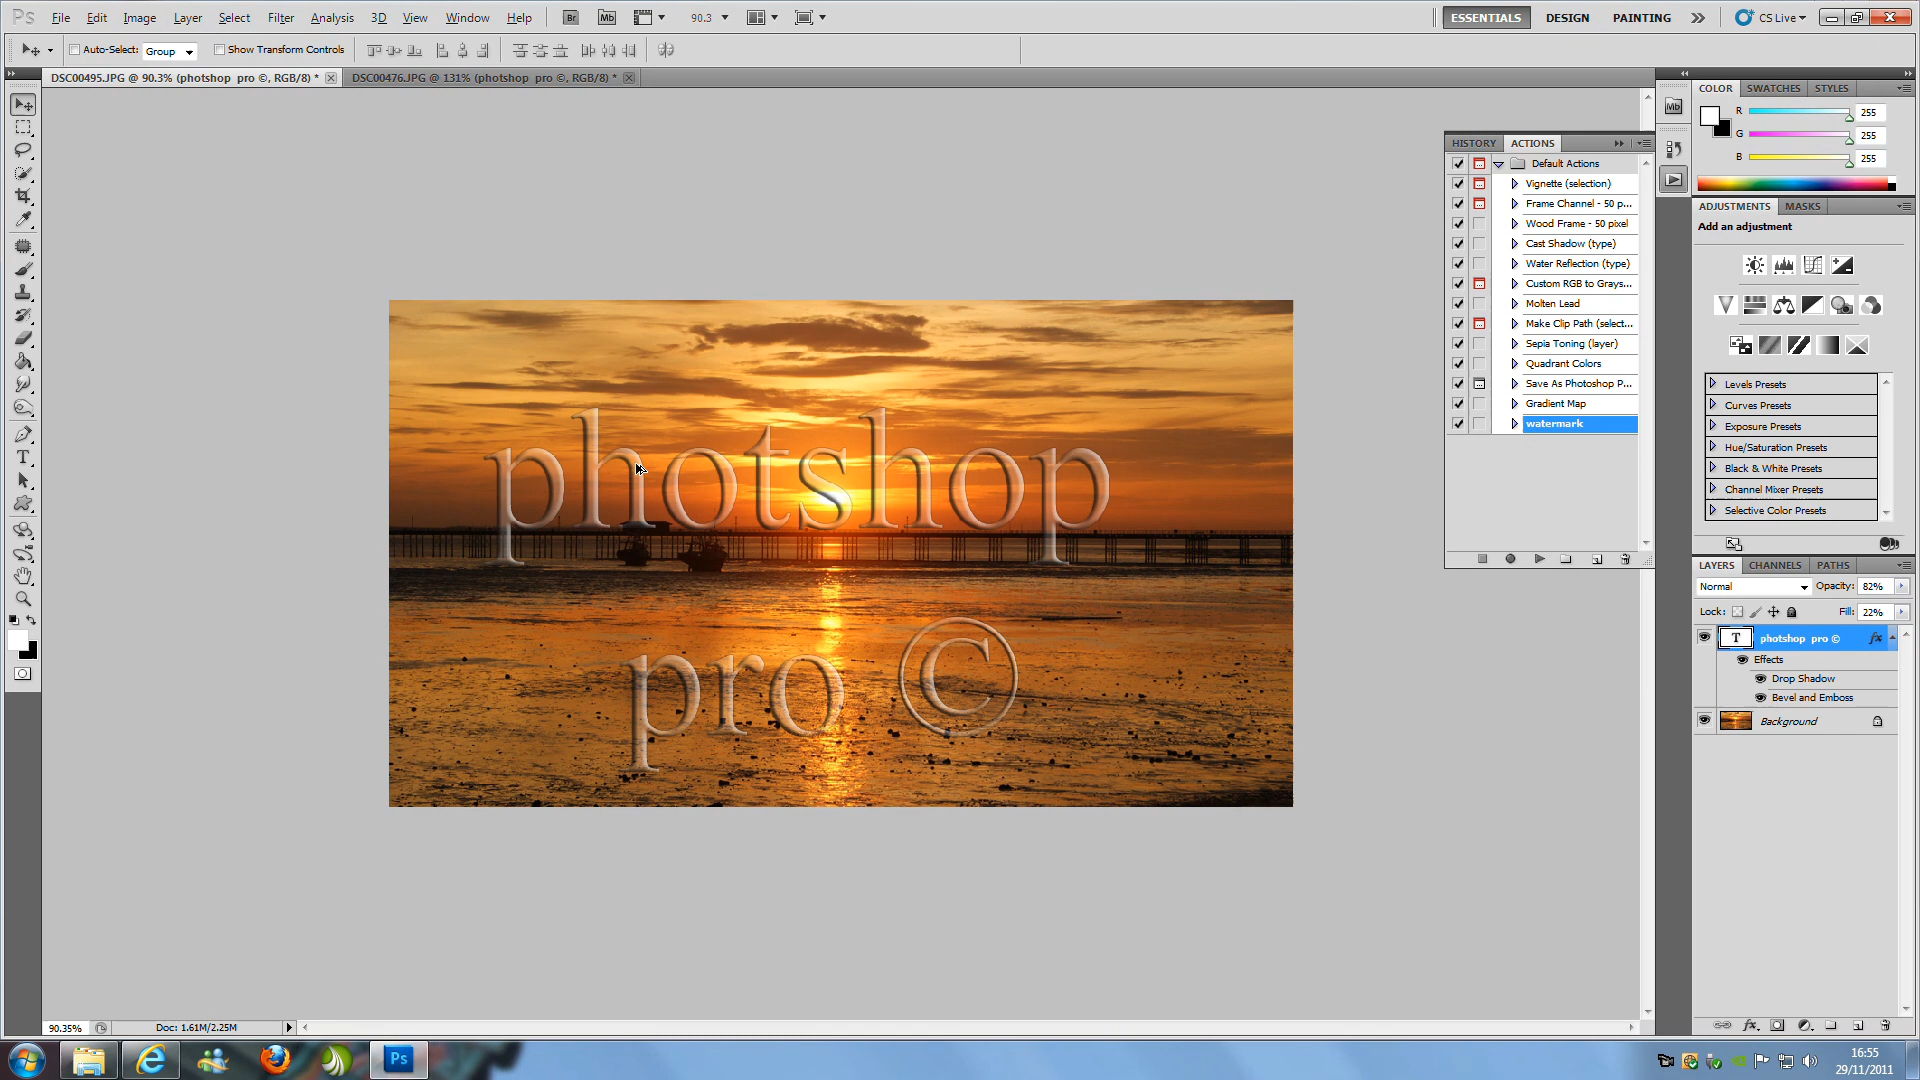 Ps File Edit Image Layer Select Filter Analysis 3D View Window Help Br Mb 90.3 ESSENTIALS DESIGN PAINTING CS Live
Auto-Select: Group Show Transform Controls
DSC00495.JPG @ 90.3% (photshop pro ©, RGB/8) * DSC00476.JPG @ 131% (photshop pro ©, RGB/8) *
COLOR SWATCHES STYLES
Mb
R 255
G 255
B 255
HISTORY ACTIONS
Default Actions
Vignette (selection)
Frame Channel - 50 p...
Wood Frame - 50 pixel
Cast Shadow (type)
Water Reflection (type)
Custom RGB to Grays...
Molten Lead
Make Clip Path (select...
Sepia Toning (layer)
Quadrant Colors
Save As Photoshop P...
Gradient Map
watermark
ADJUSTMENTS MASKS
Add an adjustment
Levels Presets
Curves Presets
Exposure Presets
Hue/Saturation Presets
Black & White Presets
Channel Mixer Presets
Selective Color Presets
photshop
pro ©
LAYERS CHANNELS PATHS
Normal Opacity: 82%
Lock: Fill: 22%
T photshop pro © fx
Effects
Drop Shadow
Bevel and Emboss
Background
90.35% Doc: 1.61M/2.25M
Ps
16:55
29/11/2011